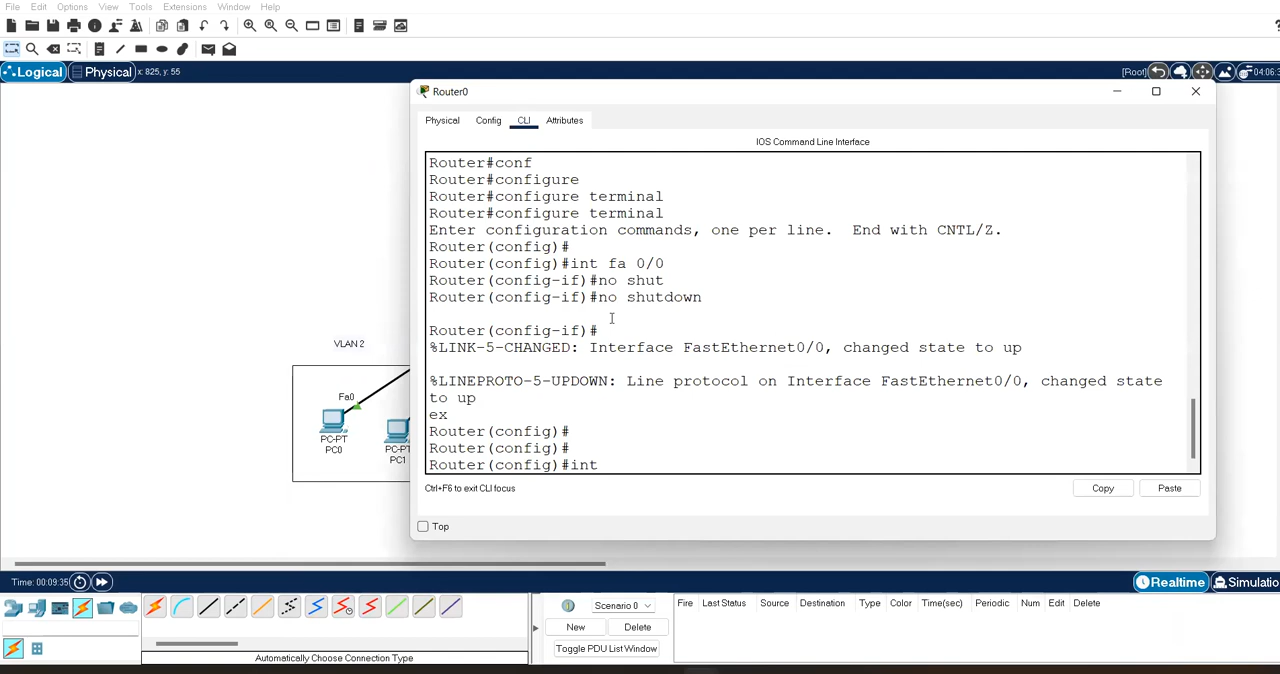 File Edit Options View Tools Extensions Window Help
Logical Physical x: 825, y: 55 [Root] 04:06:3
Router0
Physical Config CLI Attributes
IOS Command Line Interface
Router#conf
Router#configure
Router#configure terminal
Router#configure terminal
Enter configuration commands, one per line. End with CNTL/Z.
Router(config)#
Router(config)#int fa 0/0
Router(config-if)#no shut
Router(config-if)#no shutdown
Router(config-if)#
%LINK-5-CHANGED: Interface FastEthernet0/0, changed state to up
%LINEPROTO-5-UPDOWN: Line protocol on Interface FastEthernet0/0, changed state
to up
ex
Router(config)#
Router(config)#
Router(config)#int
VLAN 2
Fa0
PC-PT
PC0
PC-PT
PC1
Ctrl+F6 to exit CLI focus
Copy Paste
Top
Time: 00:09:35
Realtime Simulatio
Scenario 0
New Delete
Toggle PDU List Window
Fire Last Status Source Destination Type Color Time(sec) Periodic Num Edit Delete
Automatically Choose Connection Type